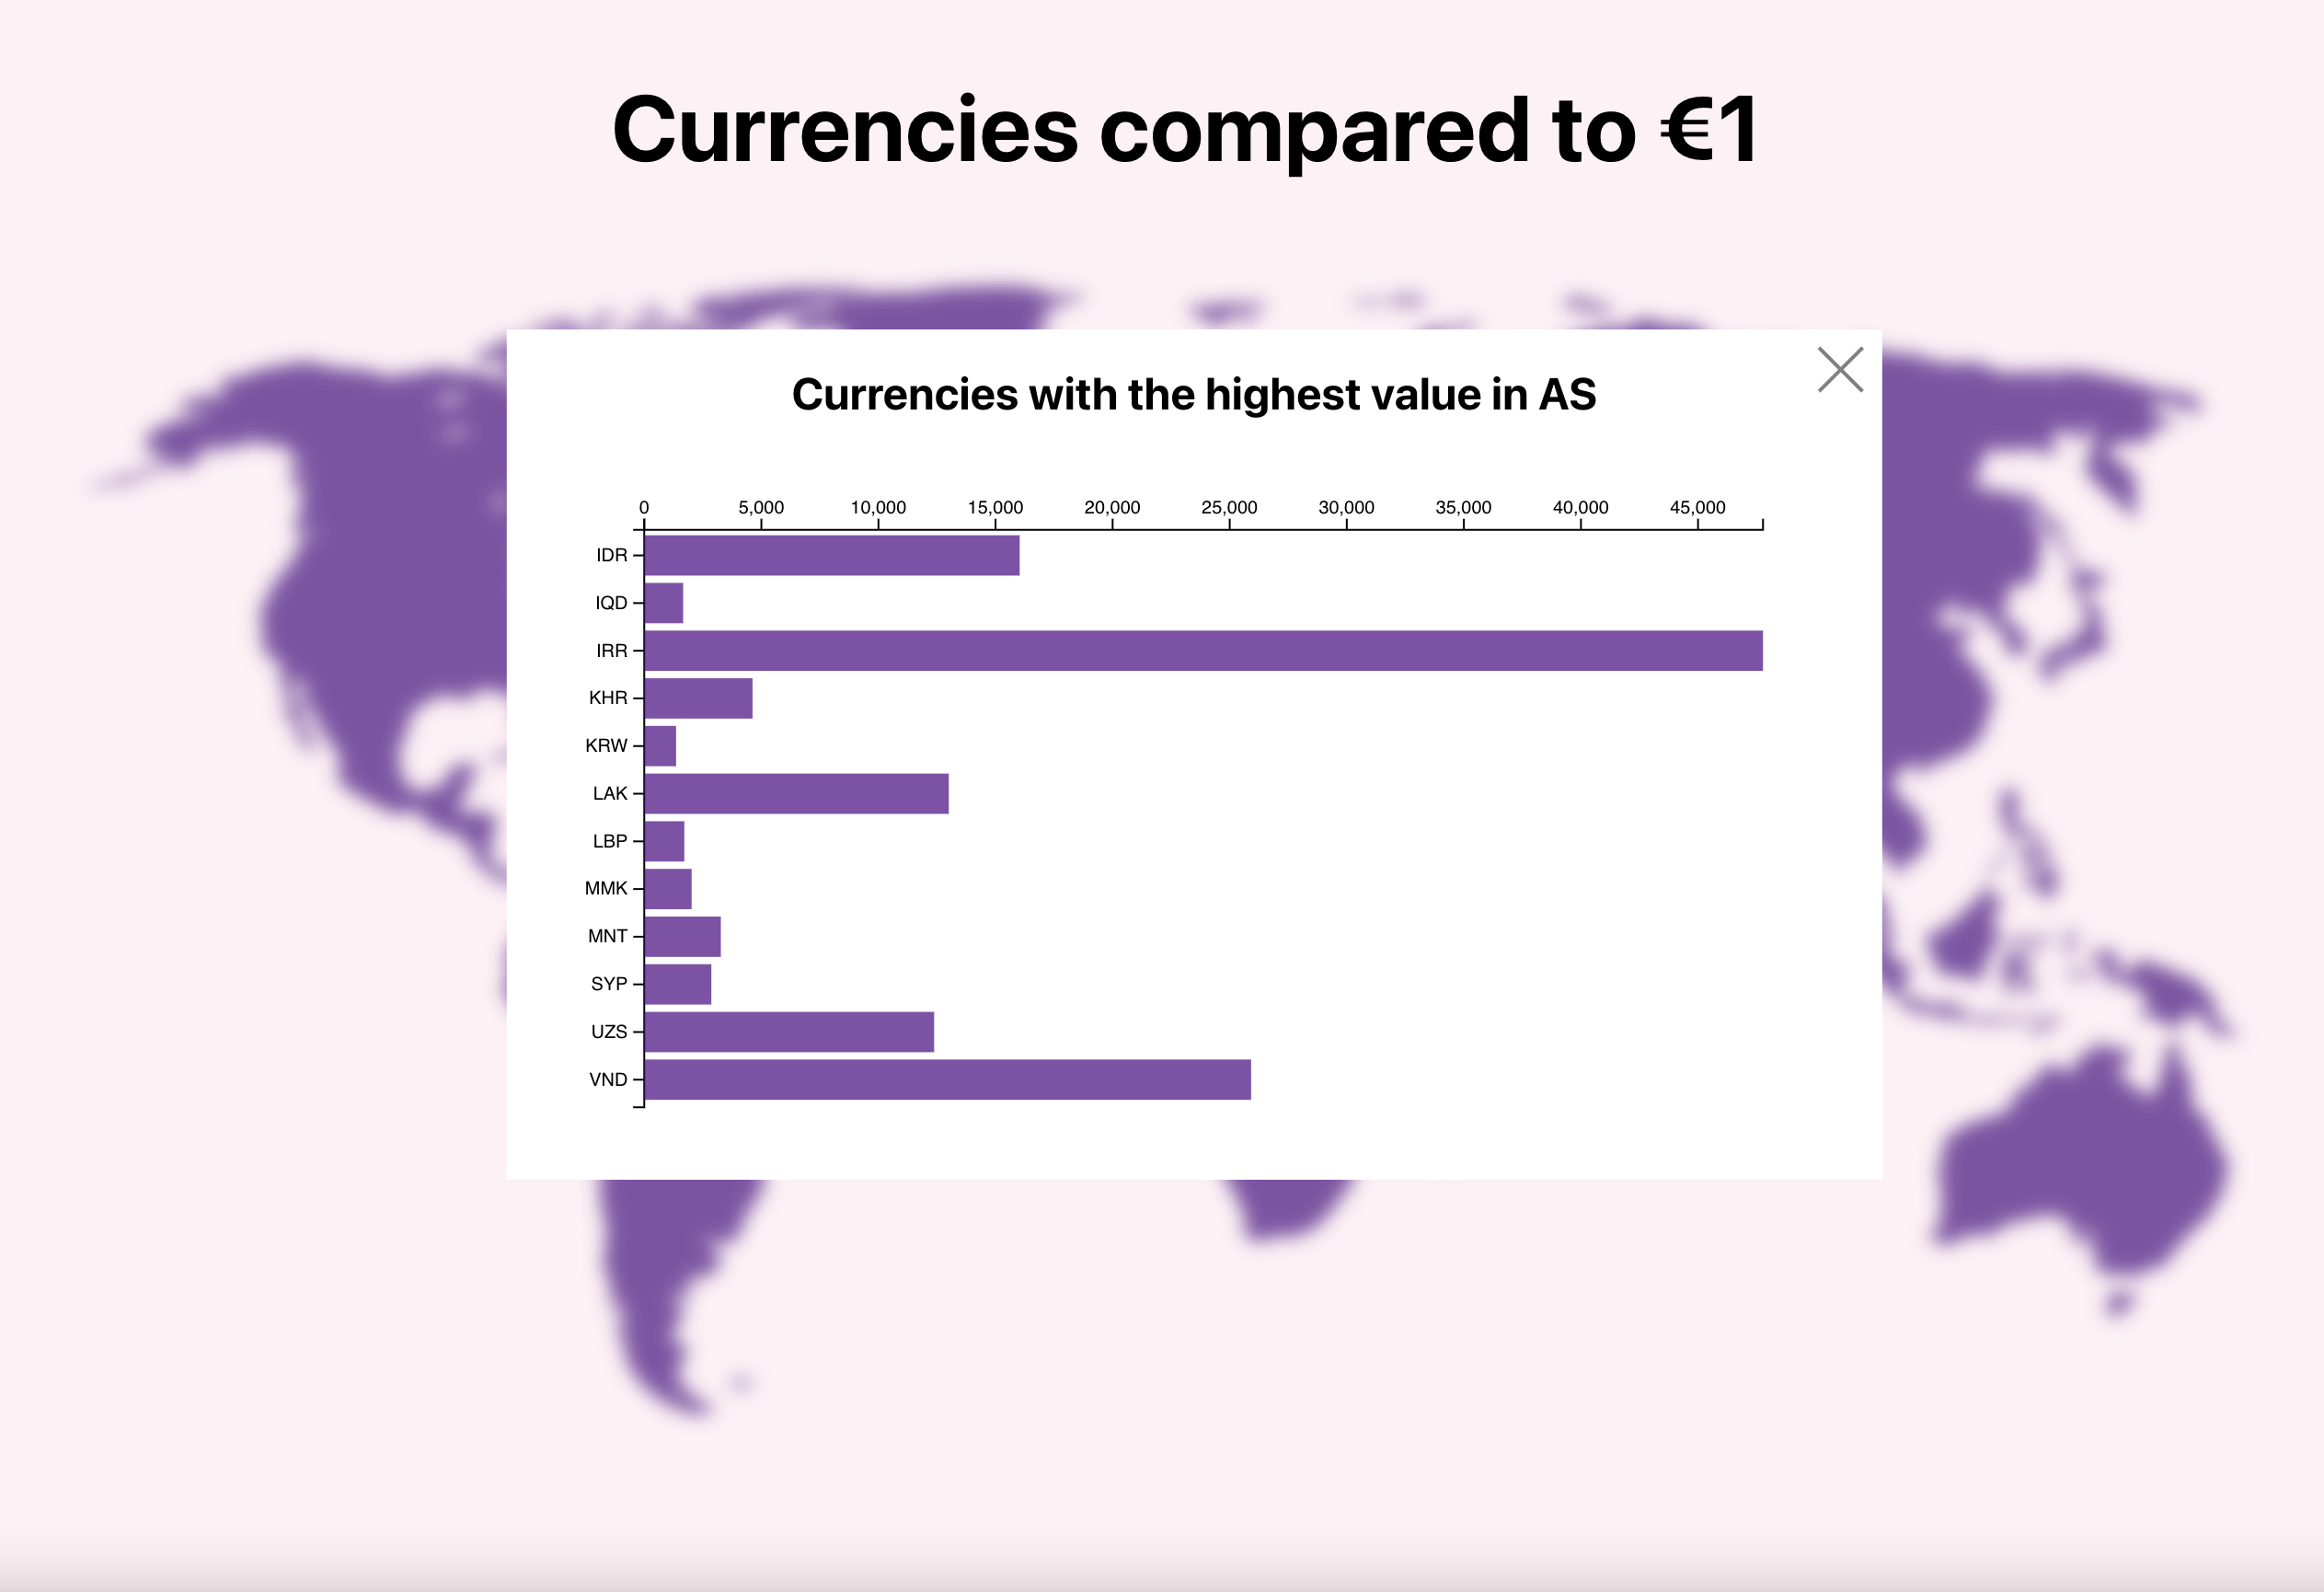 Currencies compared to €1
Currencies with the highest value in AS
0 5,000 10,000 15,000 20,000 25,000 30,000 35,000 40,000 45,000
IDR
IQD
IRR
KHR
KRW
LAK
LBP
MMK
MNT
SYP
UZS
VND